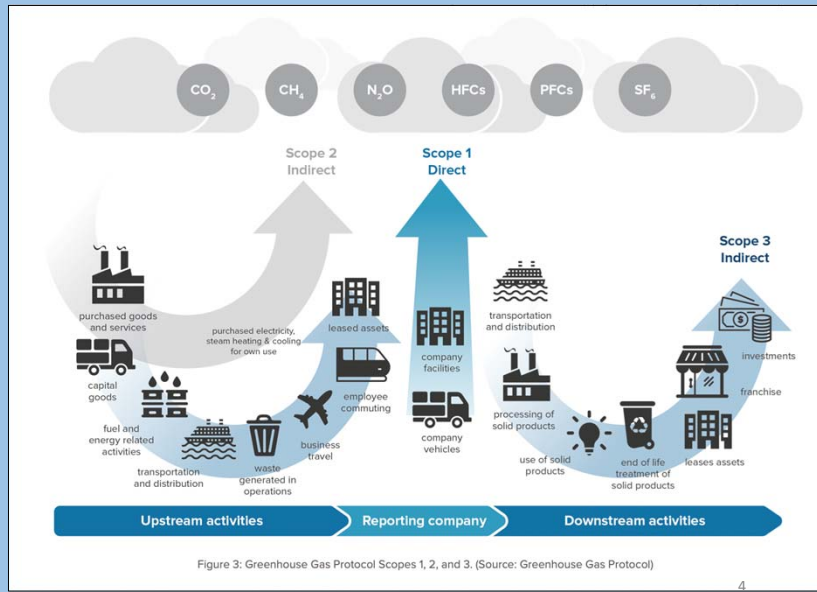 CO₂
CH₄
N₂O
HFCs
PFCs
SF₆
Scope 2
Indirect
Scope 1
Direct
Scope 3
Indirect
purchased goods
and services
capital
goods
fuel and
energy related
activities
transportation
and distribution
waste
generated in
operations
business
travel
employee
commuting
leased assets
purchased electricity,
steam heating & cooling
for own use
company
facilities
company
vehicles
transportation
and distribution
processing of
solid products
use of solid
products
end of life
treatment of
solid products
leases assets
franchise
investments
Upstream activities
Reporting company
Downstream activities
Figure 3: Greenhouse Gas Protocol Scopes 1, 2, and 3. (Source: Greenhouse Gas Protocol)
4